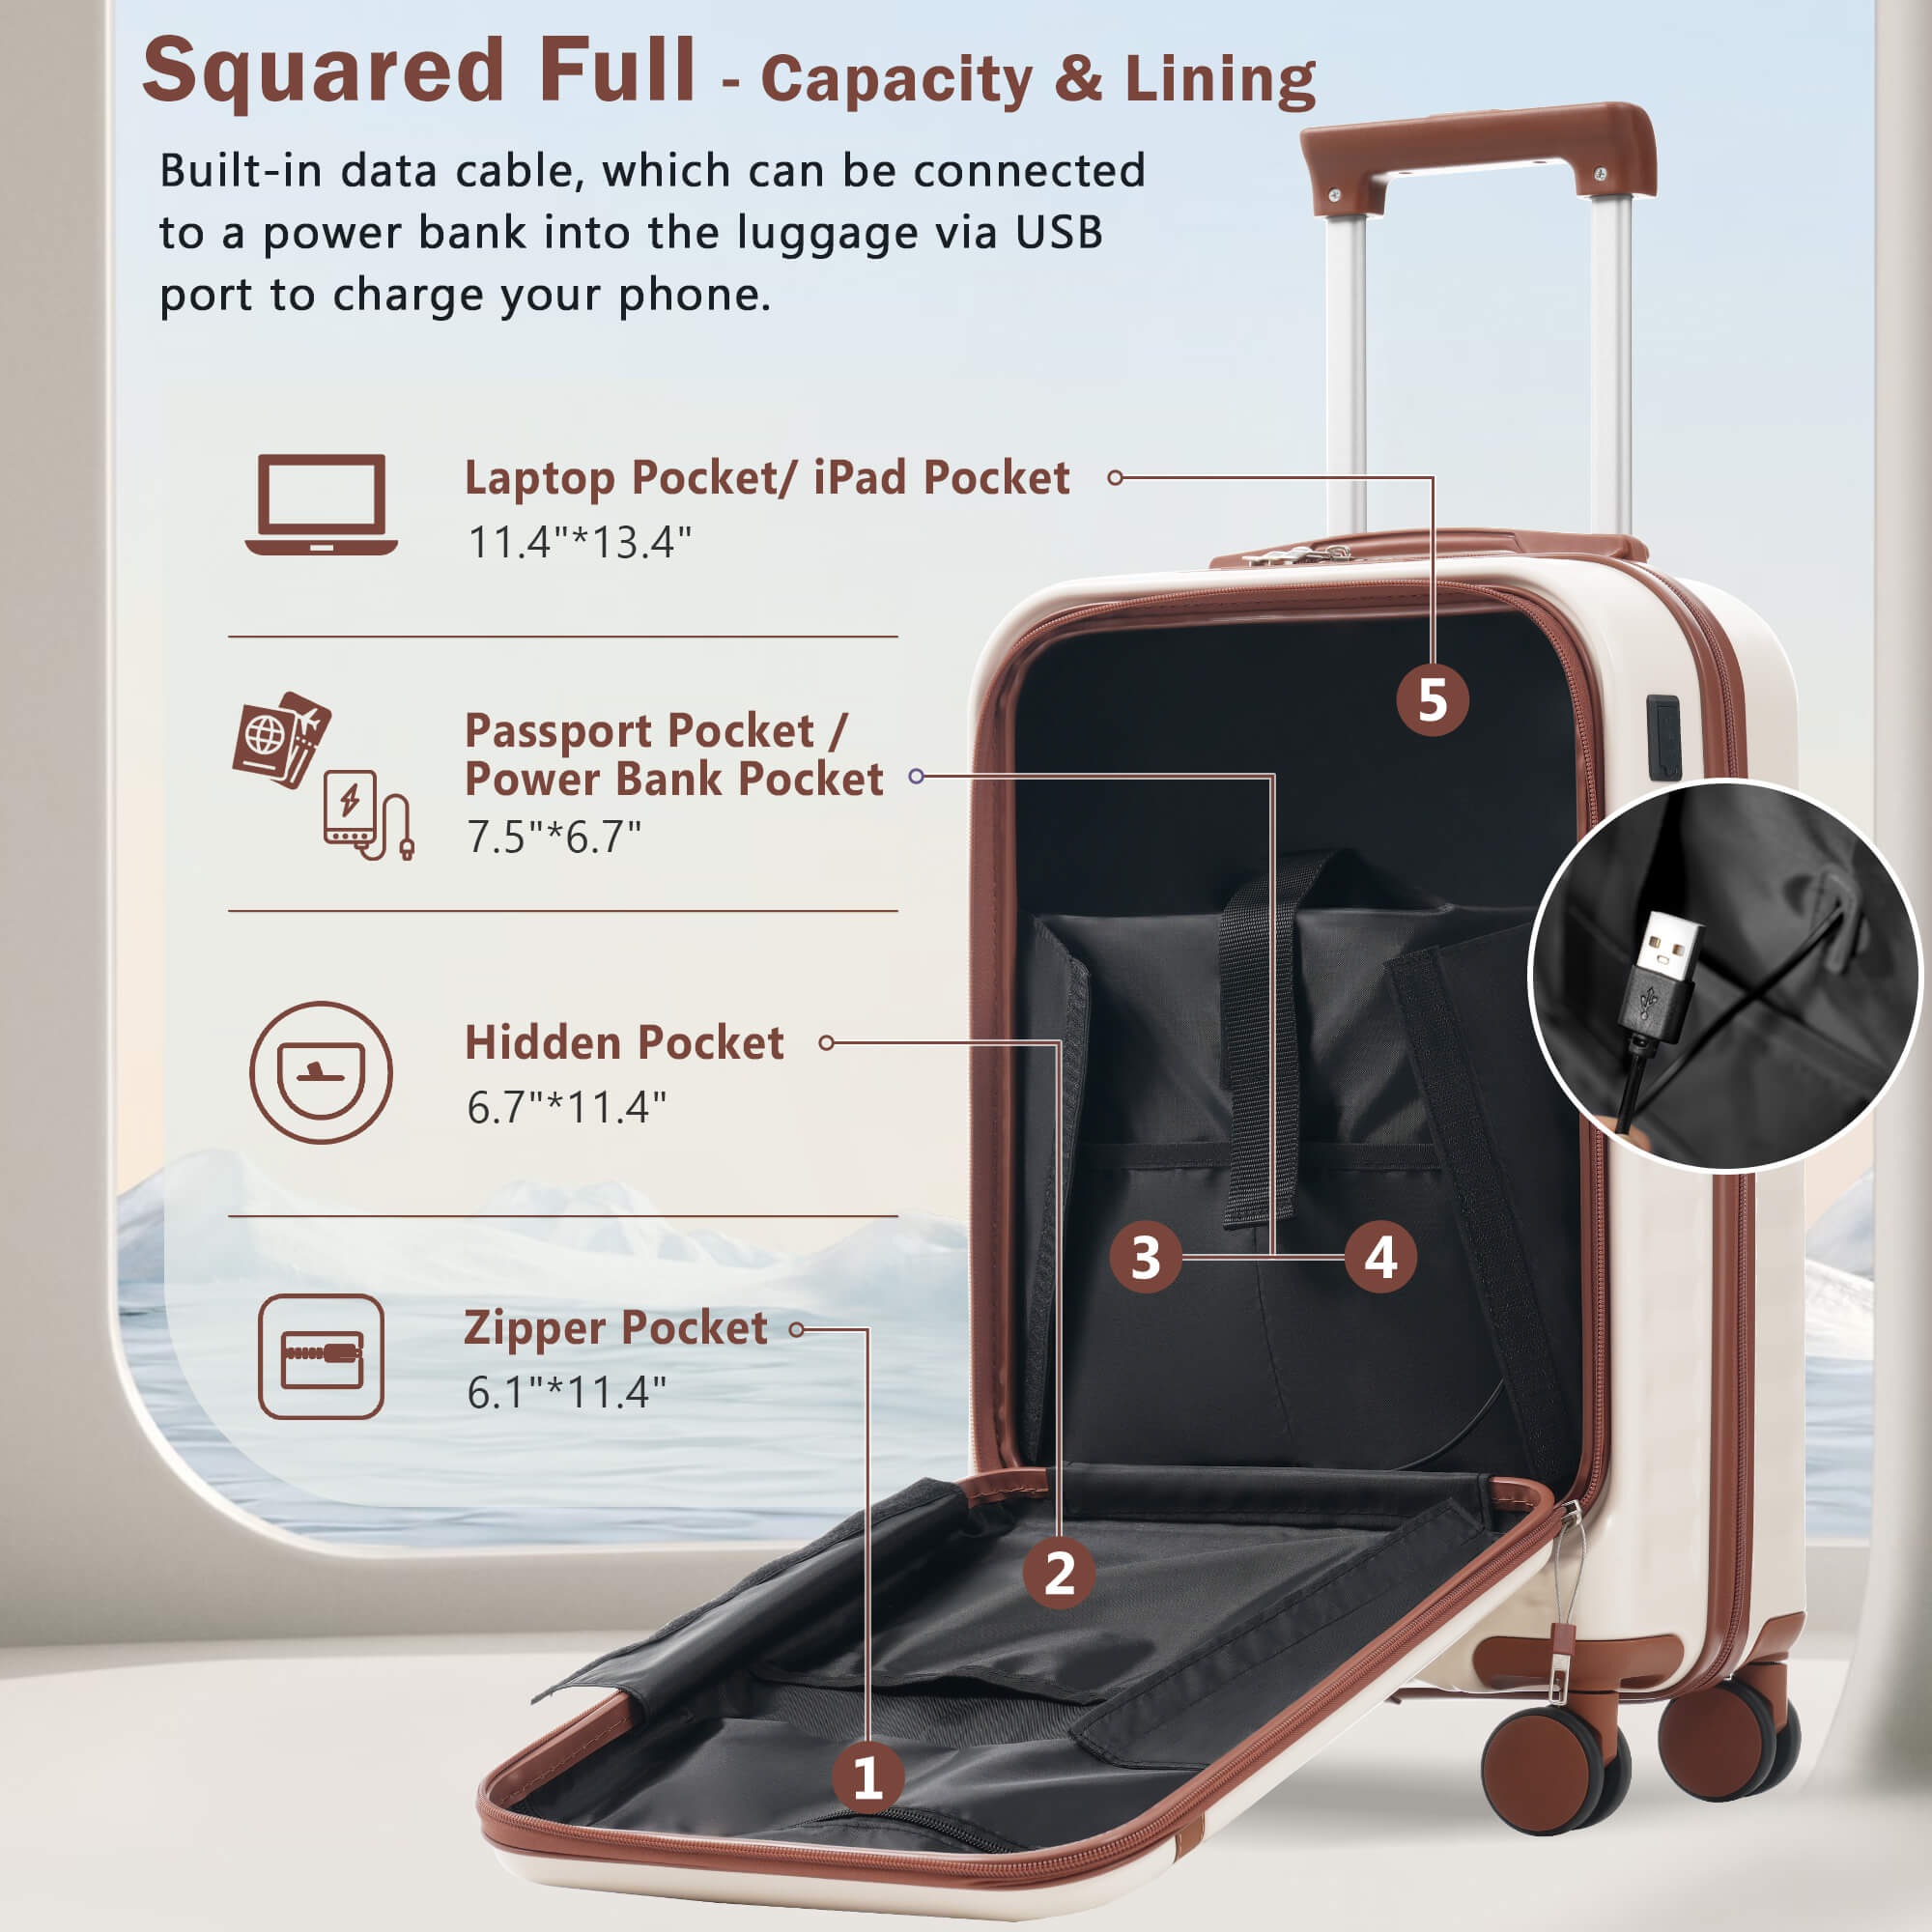 Squared Full - Capacity & Lining
Built-in data cable, which can be connected
to a power bank into the luggage via USB
port to charge your phone.
Laptop Pocket/ iPad Pocket
11.4"*13.4"
5
Passport Pocket /
Power Bank Pocket
7.5"*6.7"
Hidden Pocket
6.7"*11.4"
3
4
Zipper Pocket
6.1"*11.4"
2
1